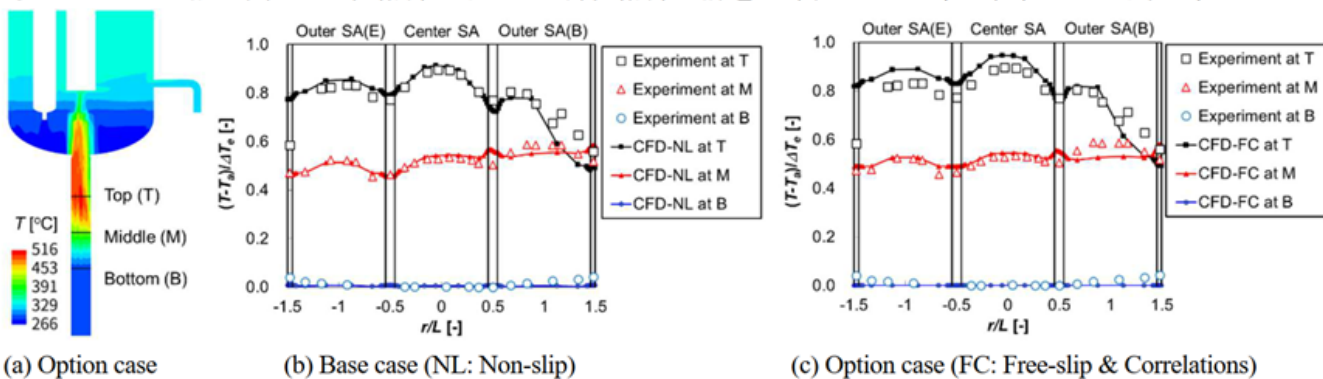 Top (T)
Middle (M)
Bottom (B)
T [°C]
516
453
391
329
266
(a) Option case
Outer SA(E) Center SA Outer SA(B)
(T-Ta)/ΔTe [-]
1.0
0.8
0.6
0.4
0.2
0.0
-1.5 -1 -0.5 0 0.5 1 1.5
r/L [-]
Experiment at T
Experiment at M
Experiment at B
CFD-NL at T
CFD-NL at M
CFD-NL at B
(b) Base case (NL: Non-slip)
Outer SA(E) Center SA Outer SA(B)
(T-Ta)/ΔTe [-]
1.0
0.8
0.6
0.4
0.2
0.0
-1.5 -1 -0.5 0 0.5 1 1.5
r/L [-]
Experiment at T
Experiment at M
Experiment at B
CFD-FC at T
CFD-FC at M
CFD-FC at B
(c) Option case (FC: Free-slip & Correlations)